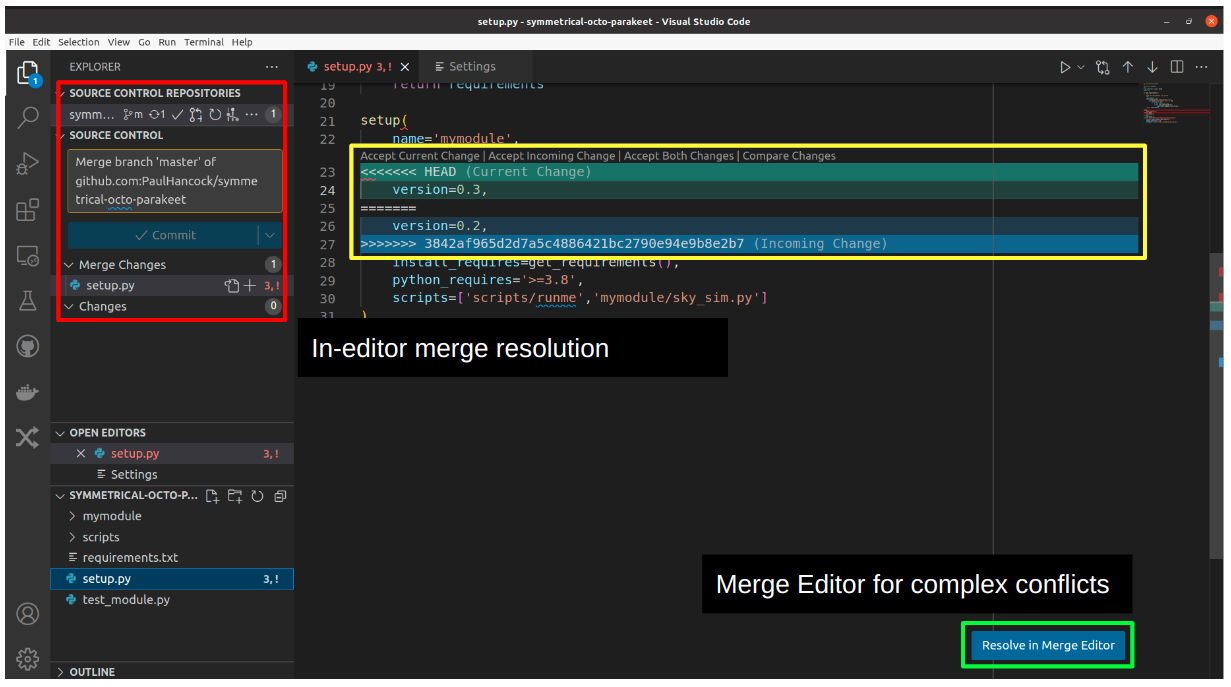 setup.py - symmetrical-octo-parakeet - Visual Studio Code
File Edit Selection View Go Run Terminal Help
EXPLORER
SOURCE CONTROL REPOSITORIES
symm... m 1 1
SOURCE CONTROL
Merge branch 'master' of
github.com:PaulHancock/symme
trical-octo-parakeet
Commit
Merge Changes 1
setup.py 3, !
Changes 0
OPEN EDITORS
setup.py 3, !
Settings
SYMMETRICAL-OCTO-P...
mymodule
scripts
requirements.txt
setup.py 3, !
test_module.py
OUTLINE
1
setup.py 3, !
Settings
19 return requirements
20
21 setup(
22 name='mymodule',
Accept Current Change | Accept Incoming Change | Accept Both Changes | Compare Changes
23 <<<<<<< HEAD (Current Change)
24 version=0.3,
25 =======
26 version=0.2,
27 >>>>>>> 3842af965d2d7a5c4886421bc2790e94e9b8e2b7 (Incoming Change)
28 install_requires=get_requirements(),
29 python_requires='>=3.8',
30 scripts=['scripts/runme','mymodule/sky_sim.py']
31 )
In-editor merge resolution
Merge Editor for complex conflicts
Resolve in Merge Editor